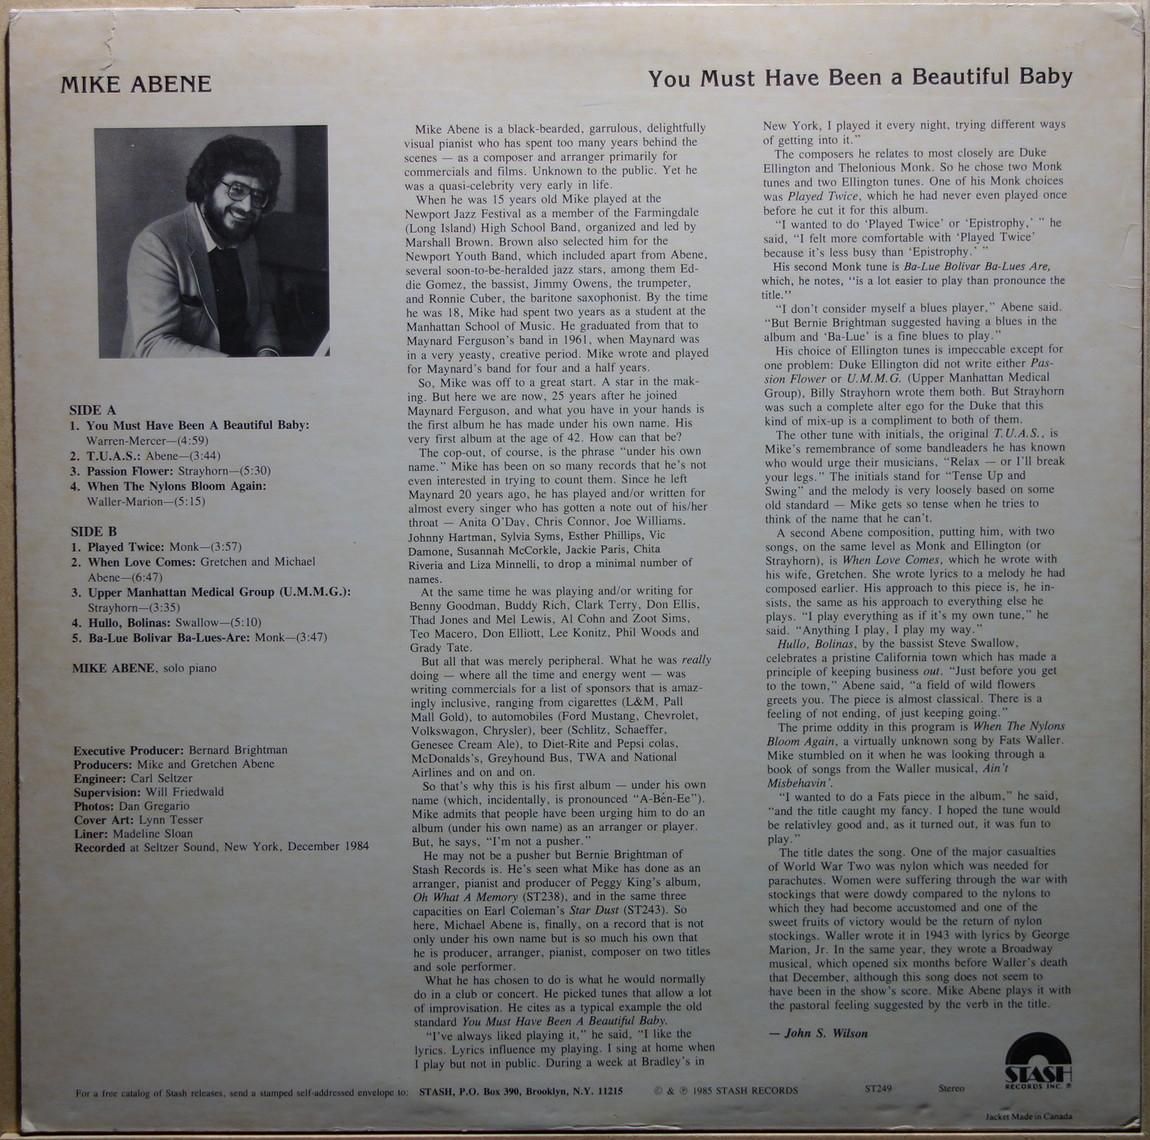 MIKE ABENE
You Must Have Been a Beautiful Baby
SIDE A
1. You Must Have Been A Beautiful Baby:
Warren-Mercer—(4:59)
2. T.U.A.S.: Abene—(3:44)
3. Passion Flower: Strayhorn—(5:30)
4. When The Nylons Bloom Again:
Waller-Marion—(5:15)
SIDE B
1. Played Twice: Monk—(3:57)
2. When Love Comes: Gretchen and Michael
Abene—(6:47)
3. Upper Manhattan Medical Group (U.M.M.G.):
Strayhorn—(3:35)
4. Hullo, Bolinas: Swallow—(5:10)
5. Ba-Lue Bolivar Ba-Lues-Are: Monk—(3:47)
MIKE ABENE, solo piano
Executive Producer: Bernard Brightman
Producers: Mike and Gretchen Abene
Engineer: Carl Seltzer
Supervision: Will Friedwald
Photos: Dan Gregario
Cover Art: Lynn Tesser
Liner: Madeline Sloan
Recorded at Seltzer Sound, New York, December 1984
Mike Abene is a black-bearded, garrulous, delightfully
visual pianist who has spent too many years behind the
scenes — as a composer and arranger primarily for
commercials and films. Unknown to the public. Yet he
was a quasi-celebrity very early in life.
When he was 15 years old Mike played at the
Newport Jazz Festival as a member of the Farmingdale
(Long Island) High School Band, organized and led by
Marshall Brown. Brown also selected him for the
Newport Youth Band, which included apart from Abene,
several soon-to-be-heralded jazz stars, among them Ed-
die Gomez, the bassist, Jimmy Owens, the trumpeter,
and Ronnie Cuber, the baritone saxophonist. By the time
he was 18, Mike had spent two years as a student at the
Manhattan School of Music. He graduated from that to
Maynard Ferguson's band in 1961, when Maynard was
in a very yeasty, creative period. Mike wrote and played
for Maynard's band for four and a half years.
So, Mike was off to a great start. A star in the mak-
ing. But here we are now, 25 years after he joined
Maynard Ferguson, and what you have in your hands is
the first album he has made under his own name. His
very first album at the age of 42. How can that be?
The cop-out, of course, is the phrase "under his own
name." Mike has been on so many records that he's not
even interested in trying to count them. Since he left
Maynard 20 years ago, he has played and/or written for
almost every singer who has gotten a note out of his/her
throat — Anita O'Day, Chris Connor, Joe Williams.
Johnny Hartman, Sylvia Syms, Esther Phillips, Vic
Damone, Susannah McCorkle, Jackie Paris, Chita
Riveria and Liza Minnelli, to drop a minimal number of
names.
At the same time he was playing and/or writing for
Benny Goodman, Buddy Rich, Clark Terry, Don Ellis,
Thad Jones and Mel Lewis, Al Cohn and Zoot Sims,
Teo Macero, Don Elliott, Lee Konitz, Phil Woods and
Grady Tate.
But all that was merely peripheral. What he was really
doing — where all the time and energy went — was
writing commercials for a list of sponsors that is amaz-
ingly inclusive, ranging from cigarettes (L&M, Pall
Mall Gold), to automobiles (Ford Mustang, Chevrolet,
Volkswagon, Chrysler), beer (Schlitz, Schaeffer,
Genesee Cream Ale), to Diet-Rite and Pepsi colas,
McDonalds's, Greyhound Bus, TWA and National
Airlines and on and on.
So that's why this is his first album — under his own
name (which, incidentally, is pronounced "A-Bén-Ee").
Mike admits that people have been urging him to do an
album (under his own name) as an arranger or player.
But, he says, "I'm not a pusher."
He may not be a pusher but Bernie Brightman of
Stash Records is. He's seen what Mike has done as an
arranger, pianist and producer of Peggy King's album,
Oh What A Memory (ST238), and in the same three
capacities on Earl Coleman's Star Dust (ST243). So
here, Michael Abene is, finally, on a record that is not
only under his own name but is so much his own that
he is producer, arranger, pianist, composer on two titles
and sole performer.
What he has chosen to do is what he would normally
do in a club or concert. He picked tunes that allow a lot
of improvisation. He cites as a typical example the old
standard You Must Have Been A Beautiful Baby.
"I've always liked playing it," he said, "I like the
lyrics. Lyrics influence my playing. I sing at home when
I play but not in public. During a week at Bradley's in
New York, I played it every night, trying different ways
of getting into it."
The composers he relates to most closely are Duke
Ellington and Thelonious Monk. So he chose two Monk
tunes and two Ellington tunes. One of his Monk choices
was Played Twice, which he had never even played once
before he cut it for this album.
"I wanted to do 'Played Twice' or 'Epistrophy,' " he
said, "I felt more comfortable with 'Played Twice'
because it's less busy than 'Epistrophy.' "
His second Monk tune is Ba-Lue Bolivar Ba-Lues Are,
which, he notes, "is a lot easier to play than pronounce the
title."
"I don't consider myself a blues player," Abene said.
"But Bernie Brightman suggested having a blues in the
album and 'Ba-Lue' is a fine blues to play."
His choice of Ellington tunes is impeccable except for
one problem: Duke Ellington did not write either Pas-
sion Flower or U.M.M.G. (Upper Manhattan Medical
Group), Billy Strayhorn wrote them both. But Strayhorn
was such a complete alter ego for the Duke that this
kind of mix-up is a compliment to both of them.
The other tune with initials, the original T.U.A.S., is
Mike's remembrance of some bandleaders he has known
who would urge their musicians, "Relax — or I'll break
your legs." The initials stand for "Tense Up and
Swing" and the melody is very loosely based on some
old standard — Mike gets so tense when he tries to
think of the name that he can't.
A second Abene composition, putting him, with two
songs, on the same level as Monk and Ellington (or
Strayhorn), is When Love Comes, which he wrote with
his wife, Gretchen. She wrote lyrics to a melody he had
composed earlier. His approach to this piece is, he in-
sists, the same as his approach to everything else he
plays. "I play everything as if it's my own tune," he
said. "Anything I play, I play my way."
Hullo, Bolinas, by the bassist Steve Swallow,
celebrates a pristine California town which has made a
principle of keeping business out. "Just before you get
to the town," Abene said, "a field of wild flowers
greets you. The piece is almost classical. There is a
feeling of not ending, of just keeping going."
The prime oddity in this program is When The Nylons
Bloom Again, a virtually unknown song by Fats Waller.
Mike stumbled on it when he was looking through a
book of songs from the Waller musical, Ain't
Misbehavin'.
"I wanted to do a Fats piece in the album," he said,
"and the title caught my fancy. I hoped the tune would
be relativley good and, as it turned out, it was fun to
play."
The title dates the song. One of the major casualties
of World War Two was nylon which was needed for
parachutes. Women were suffering through the war with
stockings that were dowdy compared to the nylons to
which they had become accustomed and one of the
sweet fruits of victory would be the return of nylon
stockings. Waller wrote it in 1943 with lyrics by George
Marion, Jr. In the same year, they wrote a Broadway
musical, which opened six months before Waller's death
that December, although this song does not seem to
have been in the show's score. Mike Abene plays it with
the pastoral feeling suggested by the verb in the title.
— John S. Wilson
STASH
RECORDS INC. ®
For a free catalog of Stash releases, send a stamped self-addressed envelope to: STASH, P.O. Box 390, Brooklyn, N.Y. 11215 © & ℗ 1985 STASH RECORDS ST249 Stereo
Jacket Made in Canada